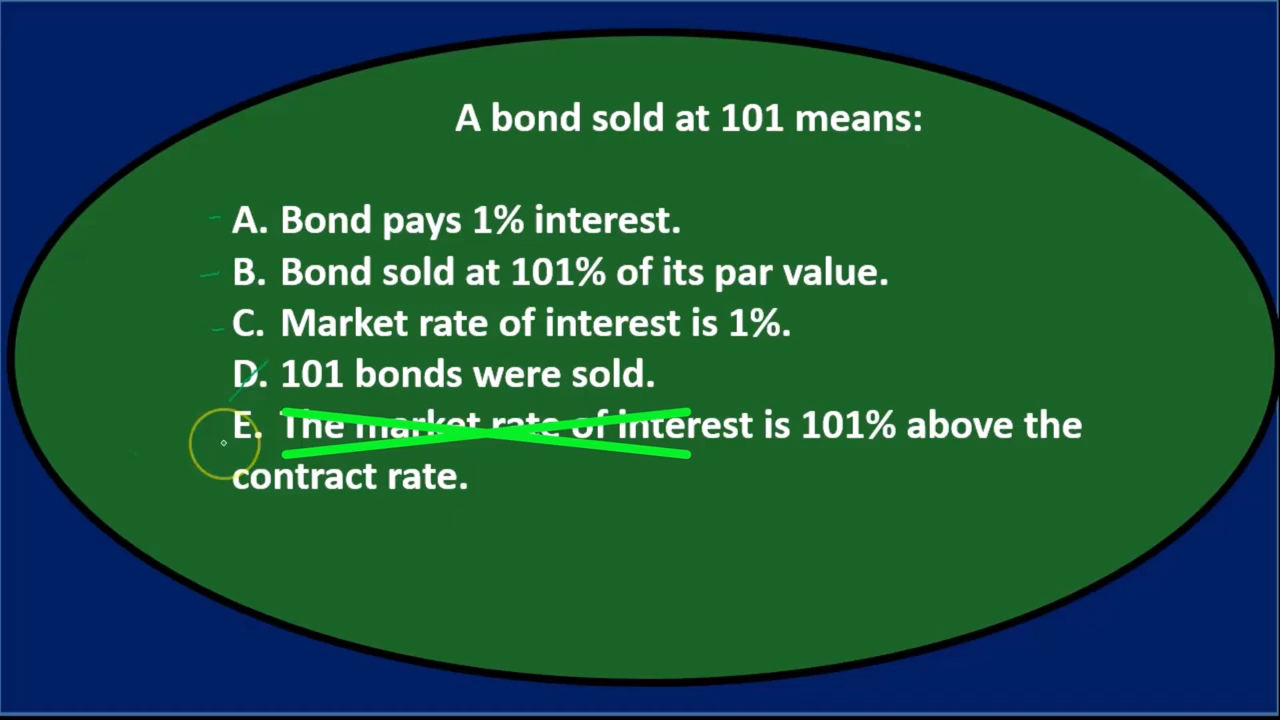 A bond sold at 101 means:
A. Bond pays 1% interest.
B. Bond sold at 101% of its par value.
C. Market rate of interest is 1%.
D. 101 bonds were sold.
E. The market rate of interest is 101% above the
contract rate.